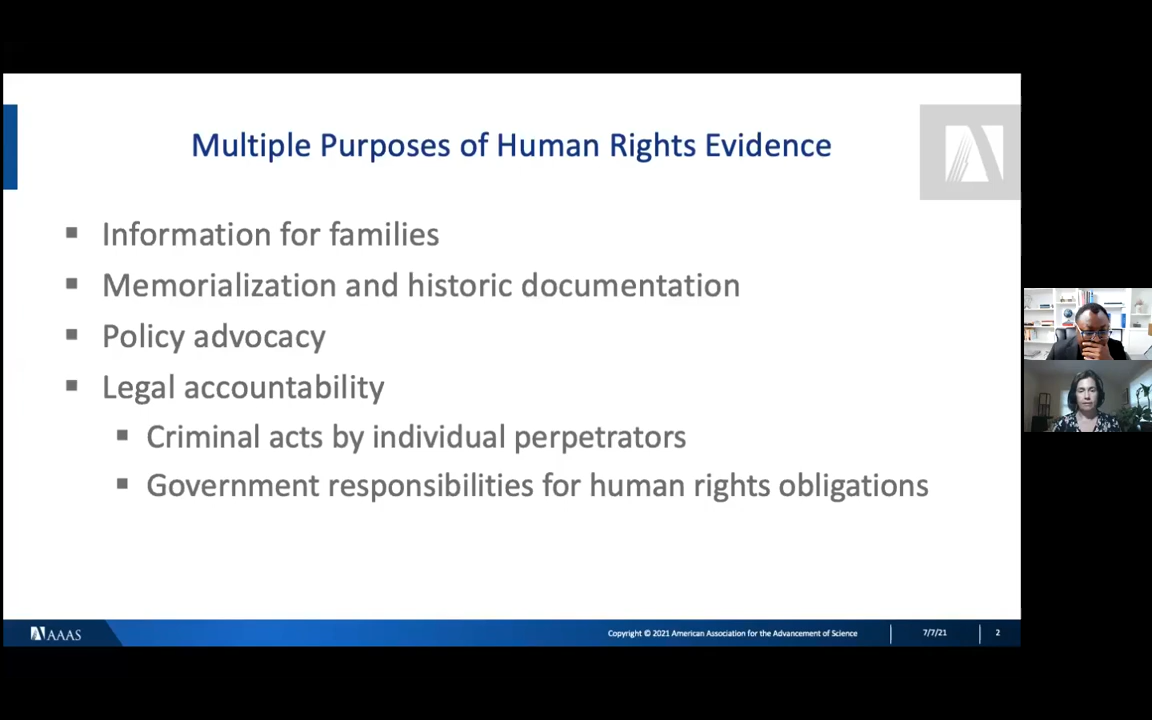 Multiple Purposes of Human Rights Evidence
▪ Information for families
▪ Memorialization and historic documentation
▪ Policy advocacy
▪ Legal accountability
▪ Criminal acts by individual perpetrators
▪ Government responsibilities for human rights obligations
AAAS
Copyright © 2021 American Association for the Advancement of Science
7/7/21
2